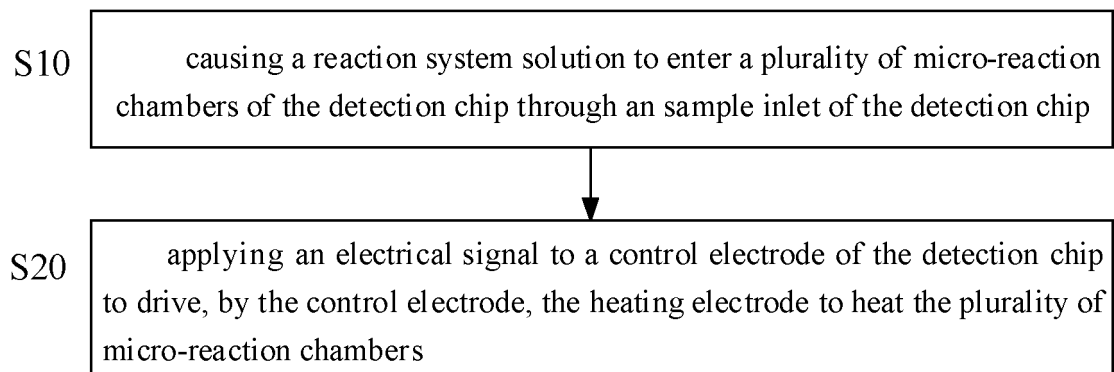 S10
causing a reaction system solution to enter a plurality of micro-reaction
chambers of the detection chip through an sample inlet of the detection chip
S20
applying an electrical signal to a control electrode of the detection chip
to drive, by the control electrode, the heating electrode to heat the plurality of
micro-reaction chambers